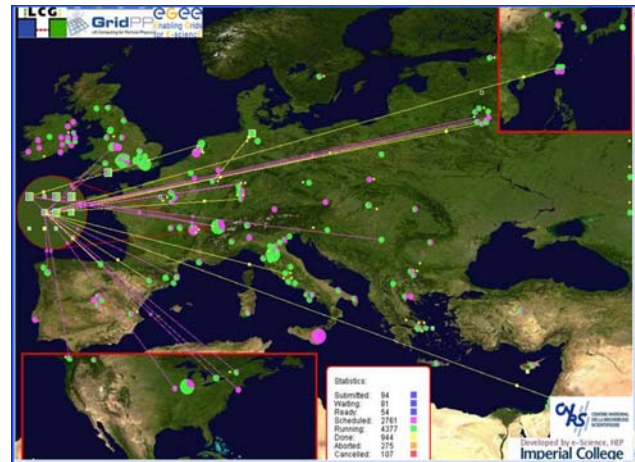 LCG
GridPP
UK Computing for Particle Physics
egee
Enabling Grids
for E-sciencE
Statistics:
Submitted: 94
Waiting: 81
Ready: 54
Scheduled: 2761
Running: 4377
Done: 944
Aborted: 275
Cancelled: 107
CNRS
CENTRE NATIONAL
DE LA RECHERCHE
SCIENTIFIQUE
Developed by e-Science, HEP
Imperial College